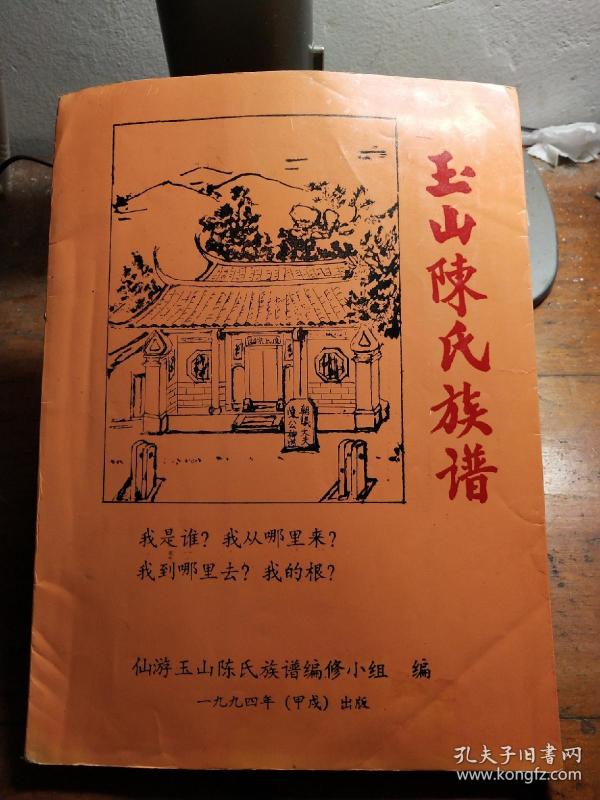 玉山陳氏族谱
我是谁？我从哪里来？
我到哪里去？我的根？
仙游玉山陈氏族谱编修小组 编
一九九四年（甲戌）出版
孔夫子旧書网
www.kongfz.com